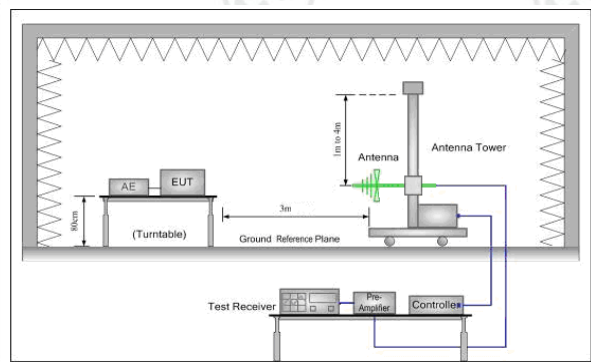 1m to 4m
Antenna Tower
Antenna
AE
EUT
3m
80cm
(Turntable)
Ground Reference Plane
Test Receiver
Pre-
Amplifier
Controller